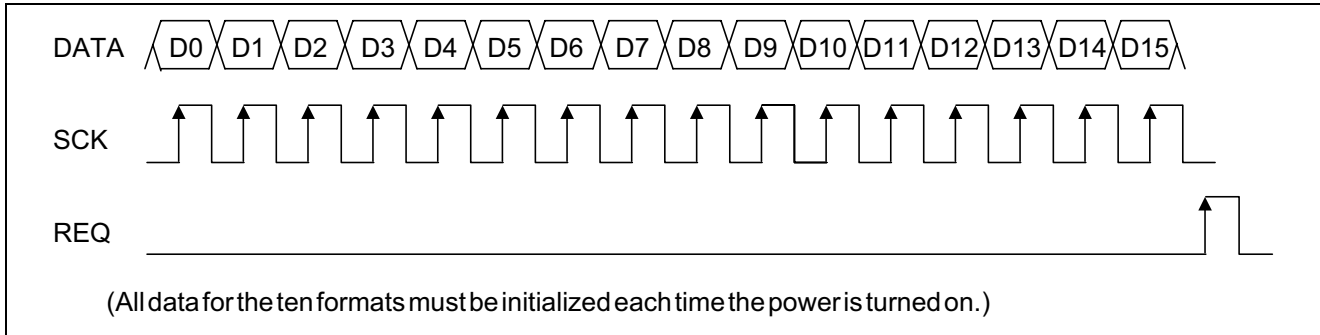 DATA D0 D1 D2 D3 D4 D5 D6 D7 D8 D9 D10 D11 D12 D13 D14 D15
SCK
REQ
(All data for the ten formats must be initialized each time the power is turned on.)